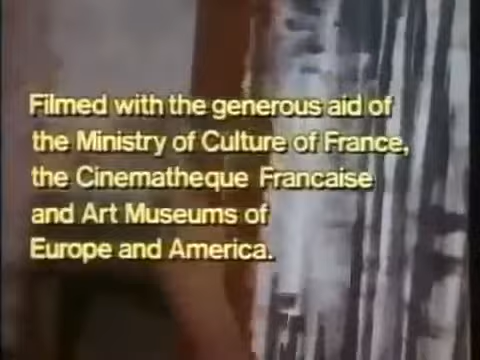 Filmed with the generous aid of
the Ministry of Culture of France,
the Cinematheque Francaise
and Art Museums of
Europe and America.